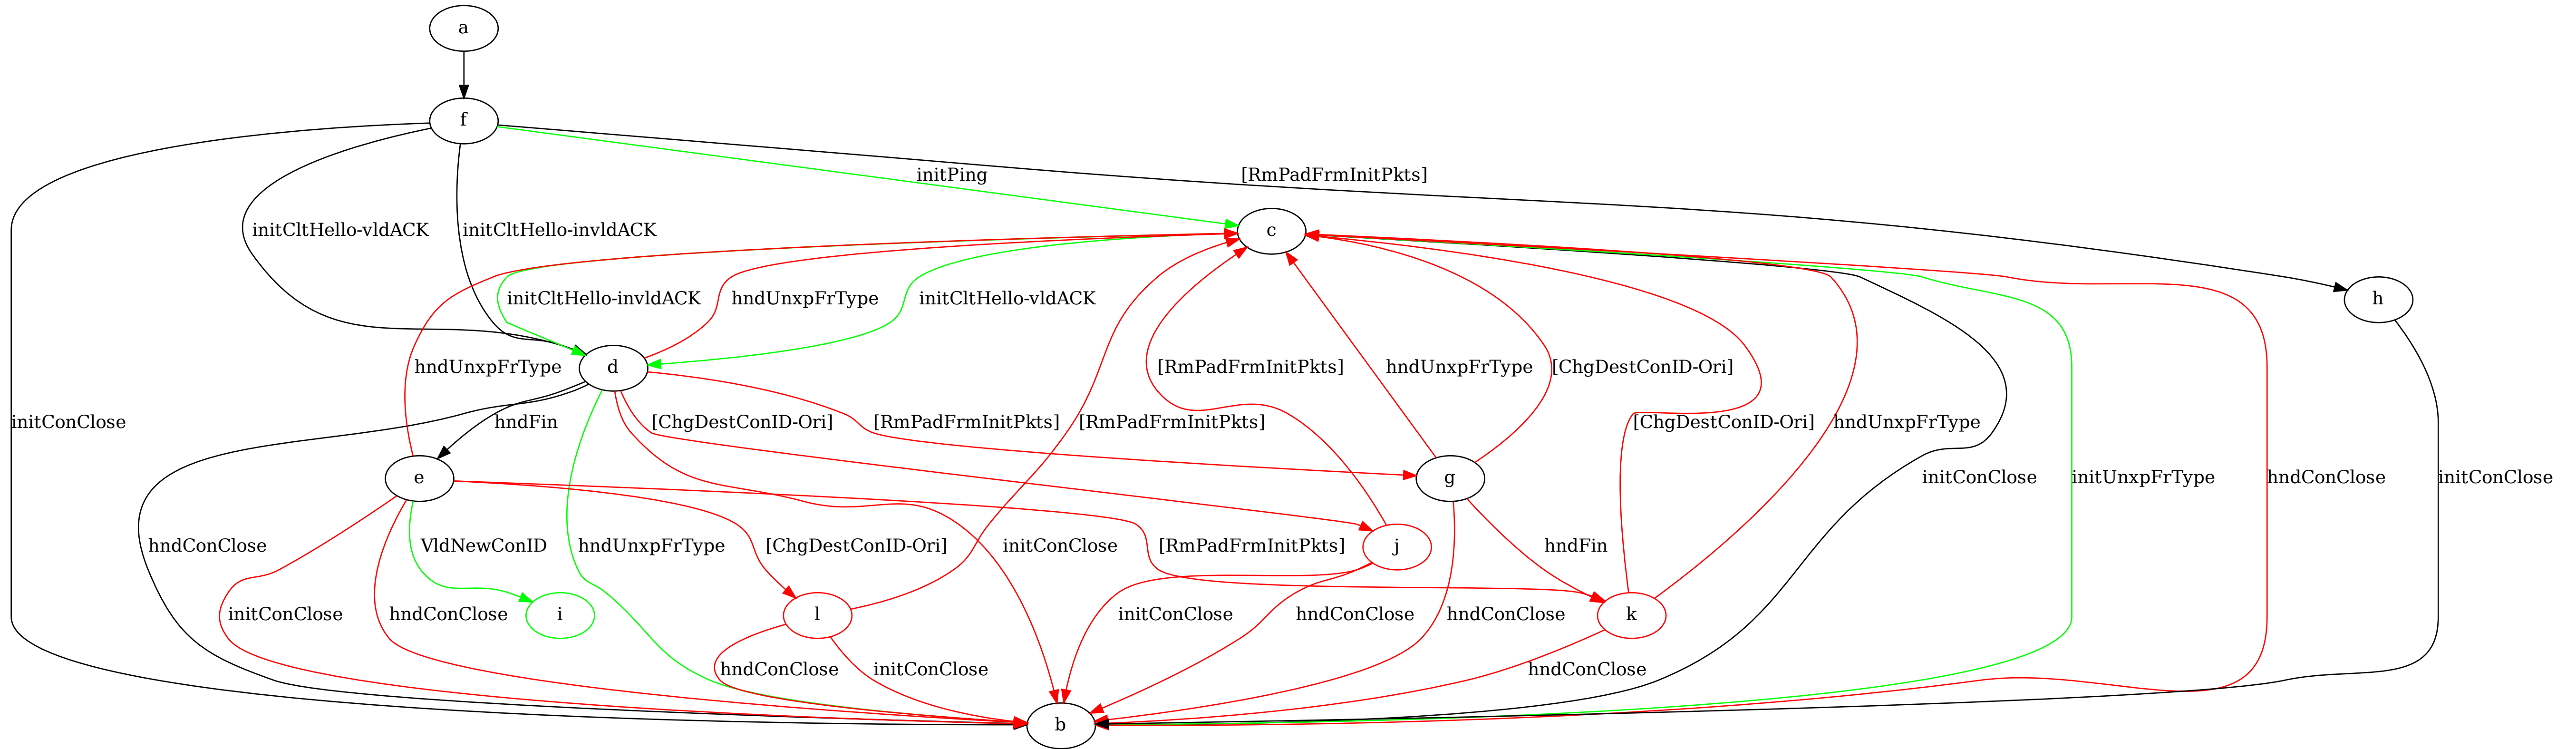 a
f
initPing
[RmPadFrmInitPkts]
initCltHello-vldACK
initCltHello-invldACK
c
initCltHello-invldACK
hndUnxpFrType
initCltHello-vldACK
h
hndUnxpFrType
d
[RmPadFrmInitPkts]
hndUnxpFrType
[ChgDestConID-Ori]
initConClose
hndFin
[ChgDestConID-Ori]
[RmPadFrmInitPkts]
[RmPadFrmInitPkts]
[ChgDestConID-Ori]
hndUnxpFrType
e
g
initConClose
initUnxpFrType
hndConClose
initConClose
hndConClose
VldNewConID
hndUnxpFrType
[ChgDestConID-Ori]
initConClose
[RmPadFrmInitPkts]
j
hndFin
initConClose
hndConClose
i
l
initConClose
hndConClose
hndConClose
k
hndConClose
initConClose
hndConClose
b